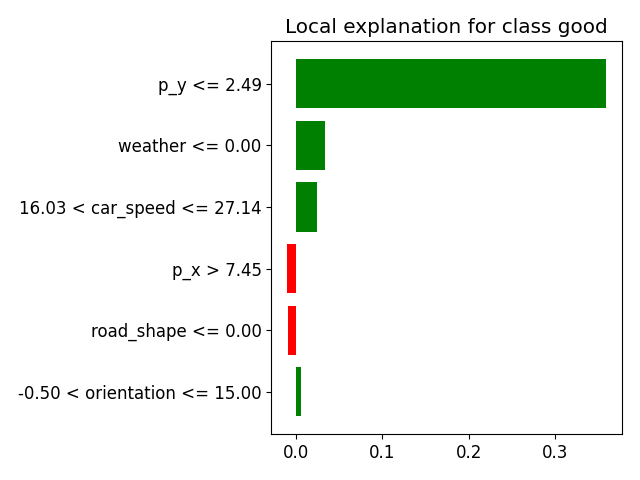 Local explanation for class good
p_y <= 2.49
weather <= 0.00
16.03 < car_speed <= 27.14
p_x > 7.45
road_shape <= 0.00
-0.50 < orientation <= 15.00
0.0 0.1 0.2 0.3